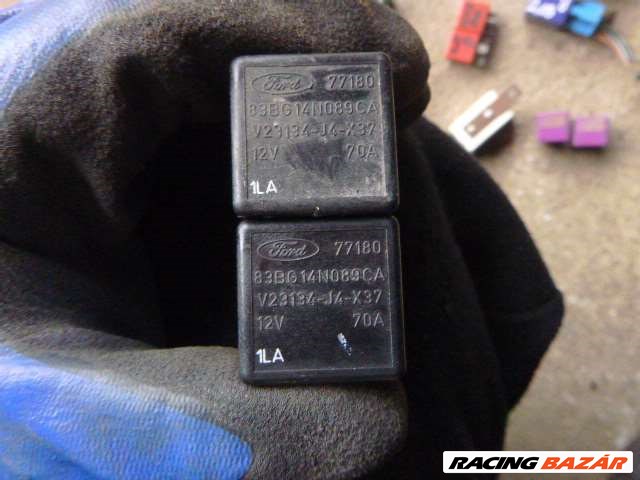 Ford 77180
83BG14N089CA
V23134-J4-X37
12V 70A
1LA
Ford 77180
83BG14N089CA
V23134-J4-X37
12V 70A
1LA
RACING BAZÁR.HU